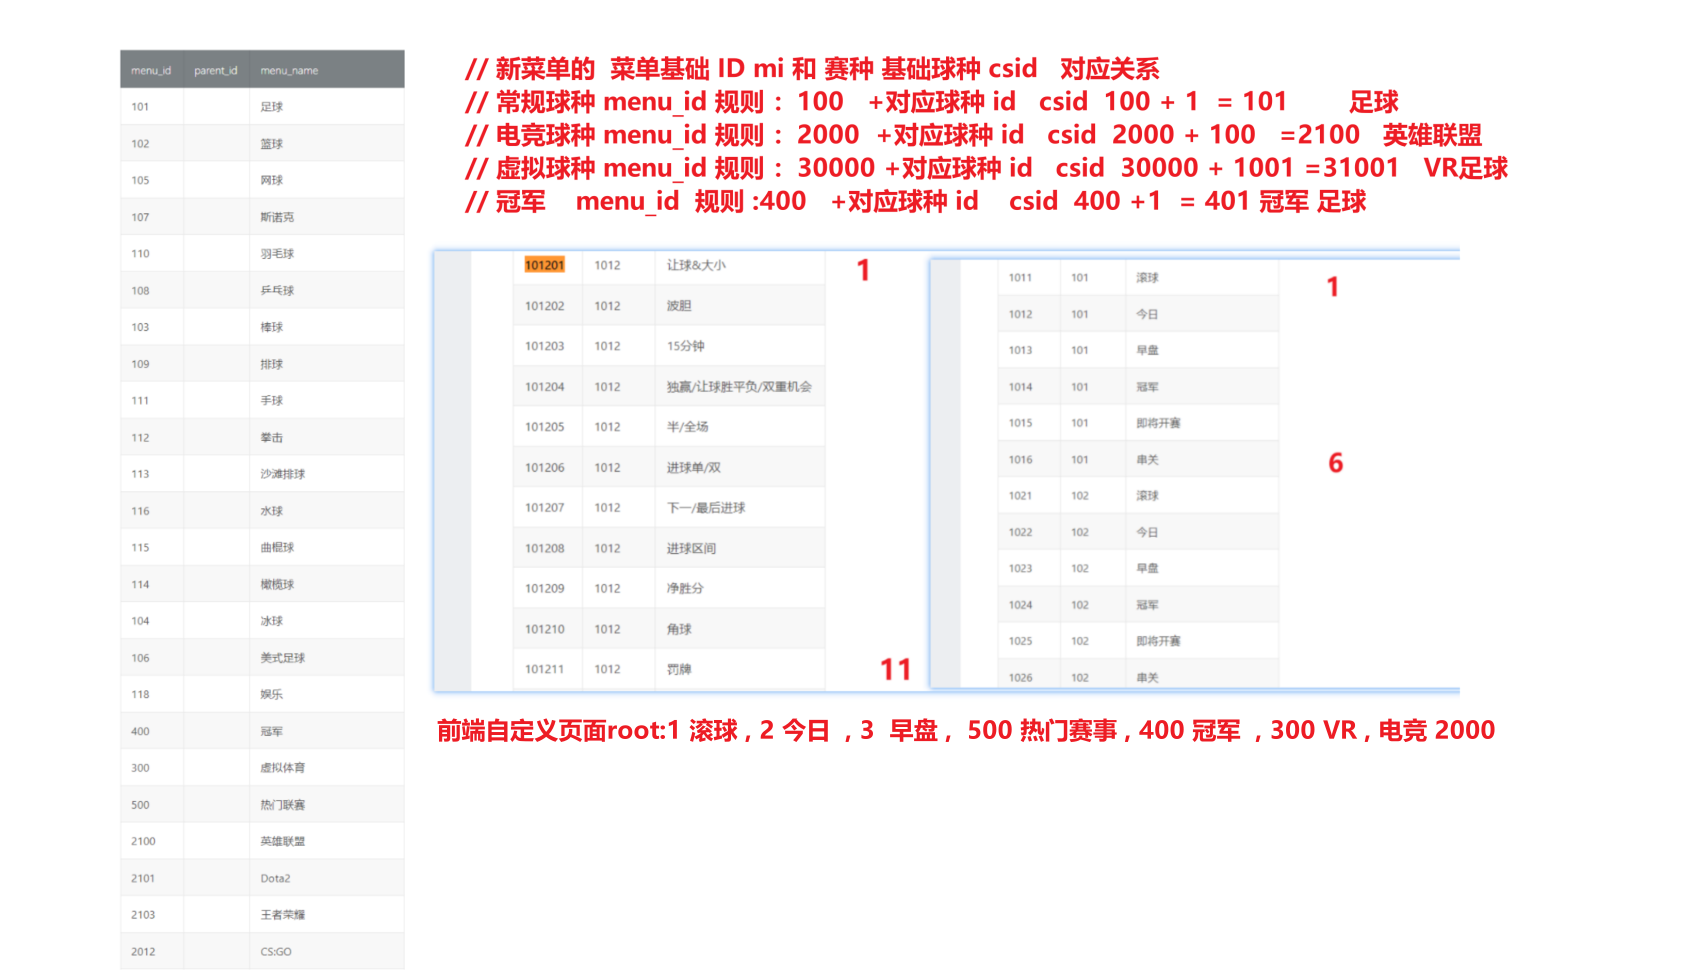 menu_id parent_id menu_name
101 足球
102 篮球
105 网球
107 斯诺克
110 羽毛球
108 乒乓球
103 棒球
109 排球
111 手球
112 拳击
113 沙滩排球
116 水球
115 曲棍球
114 橄榄球
104 冰球
106 美式足球
118 娱乐
400 冠军
300 虚拟体育
500 热门联赛
2100 英雄联盟
2101 Dota2
2103 王者荣耀
2012 CS:GO
// 新菜单的 菜单基础 ID mi 和 赛种 基础球种 csid 对应关系
// 常规球种 menu_id 规则 : 100 +对应球种 id csid 100 + 1 = 101 足球
// 电竞球种 menu_id 规则 : 2000 +对应球种 id csid 2000 + 100 =2100 英雄联盟
// 虚拟球种 menu_id 规则 : 30000 +对应球种 id csid 30000 + 1001 =31001 VR足球
// 冠军 menu_id 规则 :400 +对应球种 id csid 400 +1 = 401 冠军 足球
101201 1012 让球&大小 1
101202 1012 波胆
101203 1012 15分钟
101204 1012 独赢/让球胜平负/双重机会
101205 1012 半/全场
101206 1012 进球单/双
101207 1012 下一/最后进球
101208 1012 进球区间
101209 1012 净胜分
101210 1012 角球
101211 1012 罚牌 11
1011 101 滚球 1
1012 101 今日
1013 101 早盘
1014 101 冠军
1015 101 即将开赛
1016 101 串关 6
1021 102 滚球
1022 102 今日
1023 102 早盘
1024 102 冠军
1025 102 即将开赛
1026 102 串关
前端自定义页面root:1 滚球 , 2 今日 , 3 早盘 , 500 热门赛事 , 400 冠军 , 300 VR , 电竞 2000